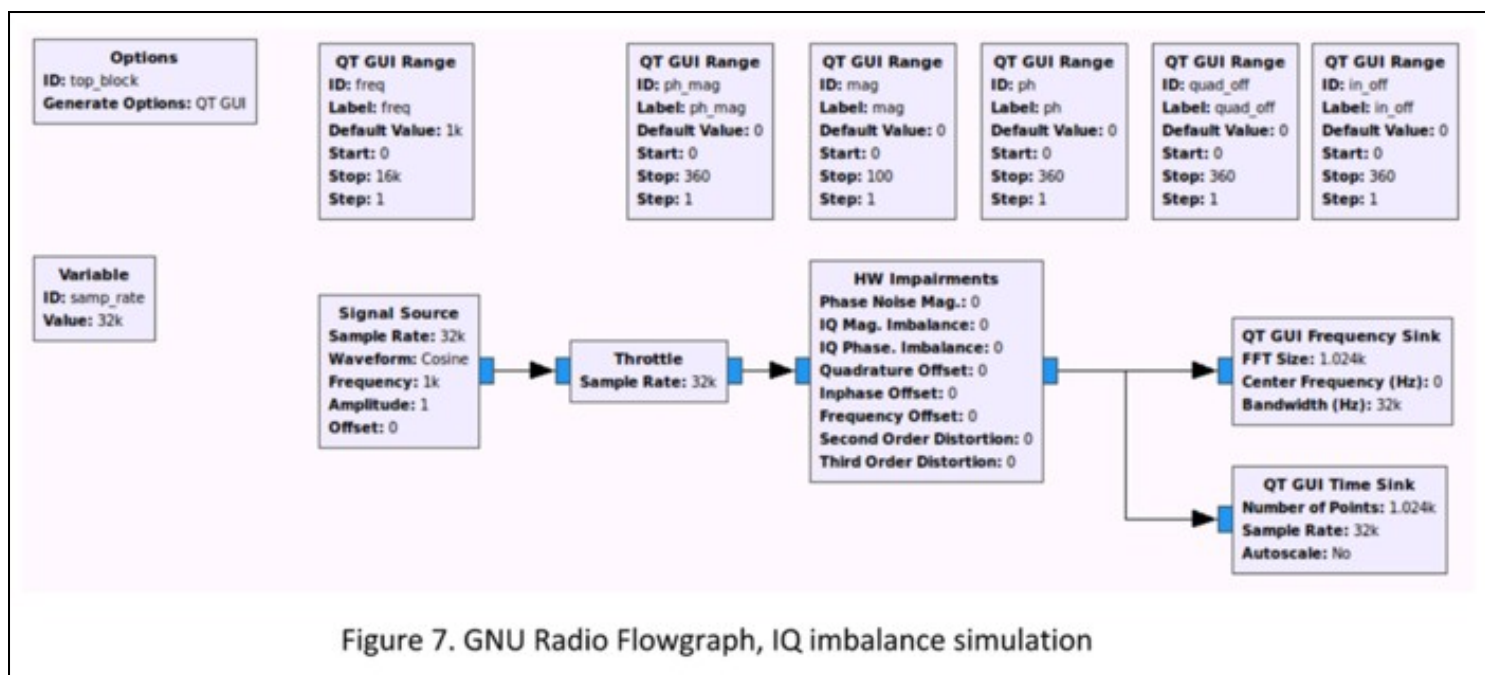 Options
ID: top_block
Generate Options: QT GUI
QT GUI Range
ID: freq
Label: freq
Default Value: 1k
Start: 0
Stop: 16k
Step: 1
QT GUI Range
ID: ph_mag
Label: ph_mag
Default Value: 0
Start: 0
Stop: 360
Step: 1
QT GUI Range
ID: mag
Label: mag
Default Value: 0
Start: 0
Stop: 100
Step: 1
QT GUI Range
ID: ph
Label: ph
Default Value: 0
Start: 0
Stop: 360
Step: 1
QT GUI Range
ID: quad_off
Label: quad_off
Default Value: 0
Start: 0
Stop: 360
Step: 1
QT GUI Range
ID: in_off
Label: in_off
Default Value: 0
Start: 0
Stop: 360
Step: 1
Variable
ID: samp_rate
Value: 32k
Signal Source
Sample Rate: 32k
Waveform: Cosine
Frequency: 1k
Amplitude: 1
Offset: 0
Throttle
Sample Rate: 32k
HW Impairments
Phase Noise Mag.: 0
IQ Mag. Imbalance: 0
IQ Phase. Imbalance: 0
Quadrature Offset: 0
Inphase Offset: 0
Frequency Offset: 0
Second Order Distortion: 0
Third Order Distortion: 0
QT GUI Frequency Sink
FFT Size: 1.024k
Center Frequency (Hz): 0
Bandwidth (Hz): 32k
QT GUI Time Sink
Number of Points: 1.024k
Sample Rate: 32k
Autoscale: No
Figure 7. GNU Radio Flowgraph, IQ imbalance simulation